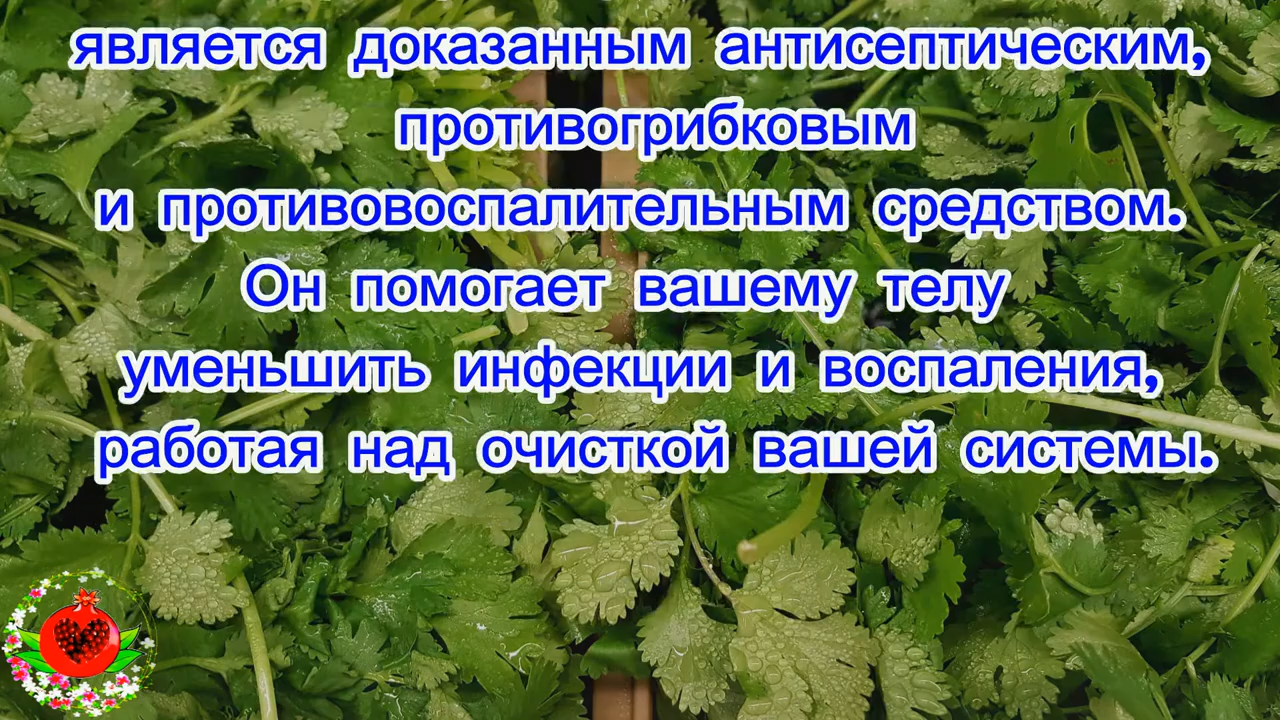 является доказанным антисептическим,
противогрибковым
и противовоспалительным средством.
Он помогает вашему телу
уменьшить инфекции и воспаления,
работая над очисткой вашей системы.